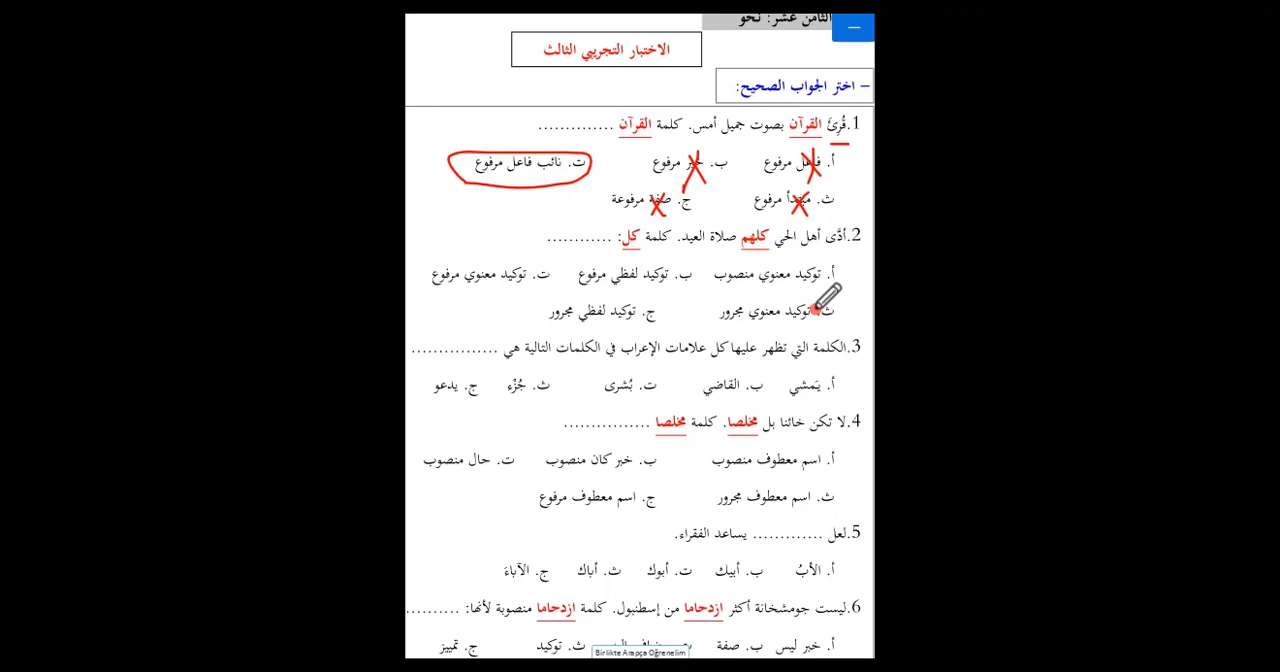 الثامن عشر: نحو
الاختبار التجريبي الثالث
– اختر الجواب الصحيح:
1.قُرِئَ القرآن بصوت جميل أمس. كلمة القرآن ..............
أ. فاعل مرفوع ب. خبر مرفوع ت. نائب فاعل مرفوع
ث. مبتدأ مرفوع ج. صفة مرفوعة
2.أدَّى أهل الحي كلهم صلاة العيد. كلمة كل: ............
أ. توكيد معنوي منصوب ب. توكيد لفظي مرفوع ت. توكيد معنوي مرفوع
ث. توكيد معنوي مجرور ج. توكيد لفظي مجرور
3.الكلمة التي تظهر عليها كل علامات الإعراب في الكلمات التالية هي ................
أ. يَمشي ب. القاضي ت. بُشرى ث. جُزْء ج. يدعو
4.لا تكن خائنا بل مخلصا. كلمة مخلصا ................
أ. اسم معطوف منصوب ب. خبر كان منصوب ت. حال منصوب
ث. اسم معطوف مجرور ج. اسم معطوف مرفوع
5.لعل ............. يساعد الفقراء.
أ. الأبُ ب. أبيك ت. أبوك ث. أباك ج. الآباءَ
6.ليست جومشخانة أكثر ازدحاما من إسطنبول. كلمة ازدحاما منصوبة لأنها: ..........
أ. خبر ليس ب. صفة ث. توكيد ج. تمييز
Birlikte Arapça Öğrenelim